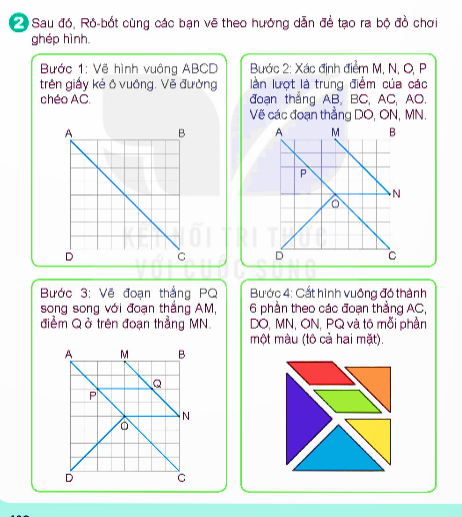 2 Sau đó, Rô-bốt cùng các bạn vẽ theo hướng dẫn để tạo ra bộ đồ chơi
ghép hình.
Bước 1: Vẽ hình vuông ABCD
trên giấy kẻ ô vuông. Vẽ đường
chéo AC.
A B
D C
Bước 2: Xác định điểm M, N, O, P
lần lượt là trung điểm của các
đoạn thẳng AB, BC, AC, AO.
Vẽ các đoạn thẳng DO, ON, MN.
A M B
P
N
O
D C
KẾT NỐI TRI THỨC
VỚI CUỘC SỐNG
Bước 3: Vẽ đoạn thẳng PQ
song song với đoạn thẳng AM,
điểm Q ở trên đoạn thẳng MN.
A M B
Q
P
N
O
D C
Bước 4: Cắt hình vuông đó thành
6 phần theo các đoạn thẳng AC,
DO, MN, ON, PQ và tô mỗi phần
một màu (tô cả hai mặt).